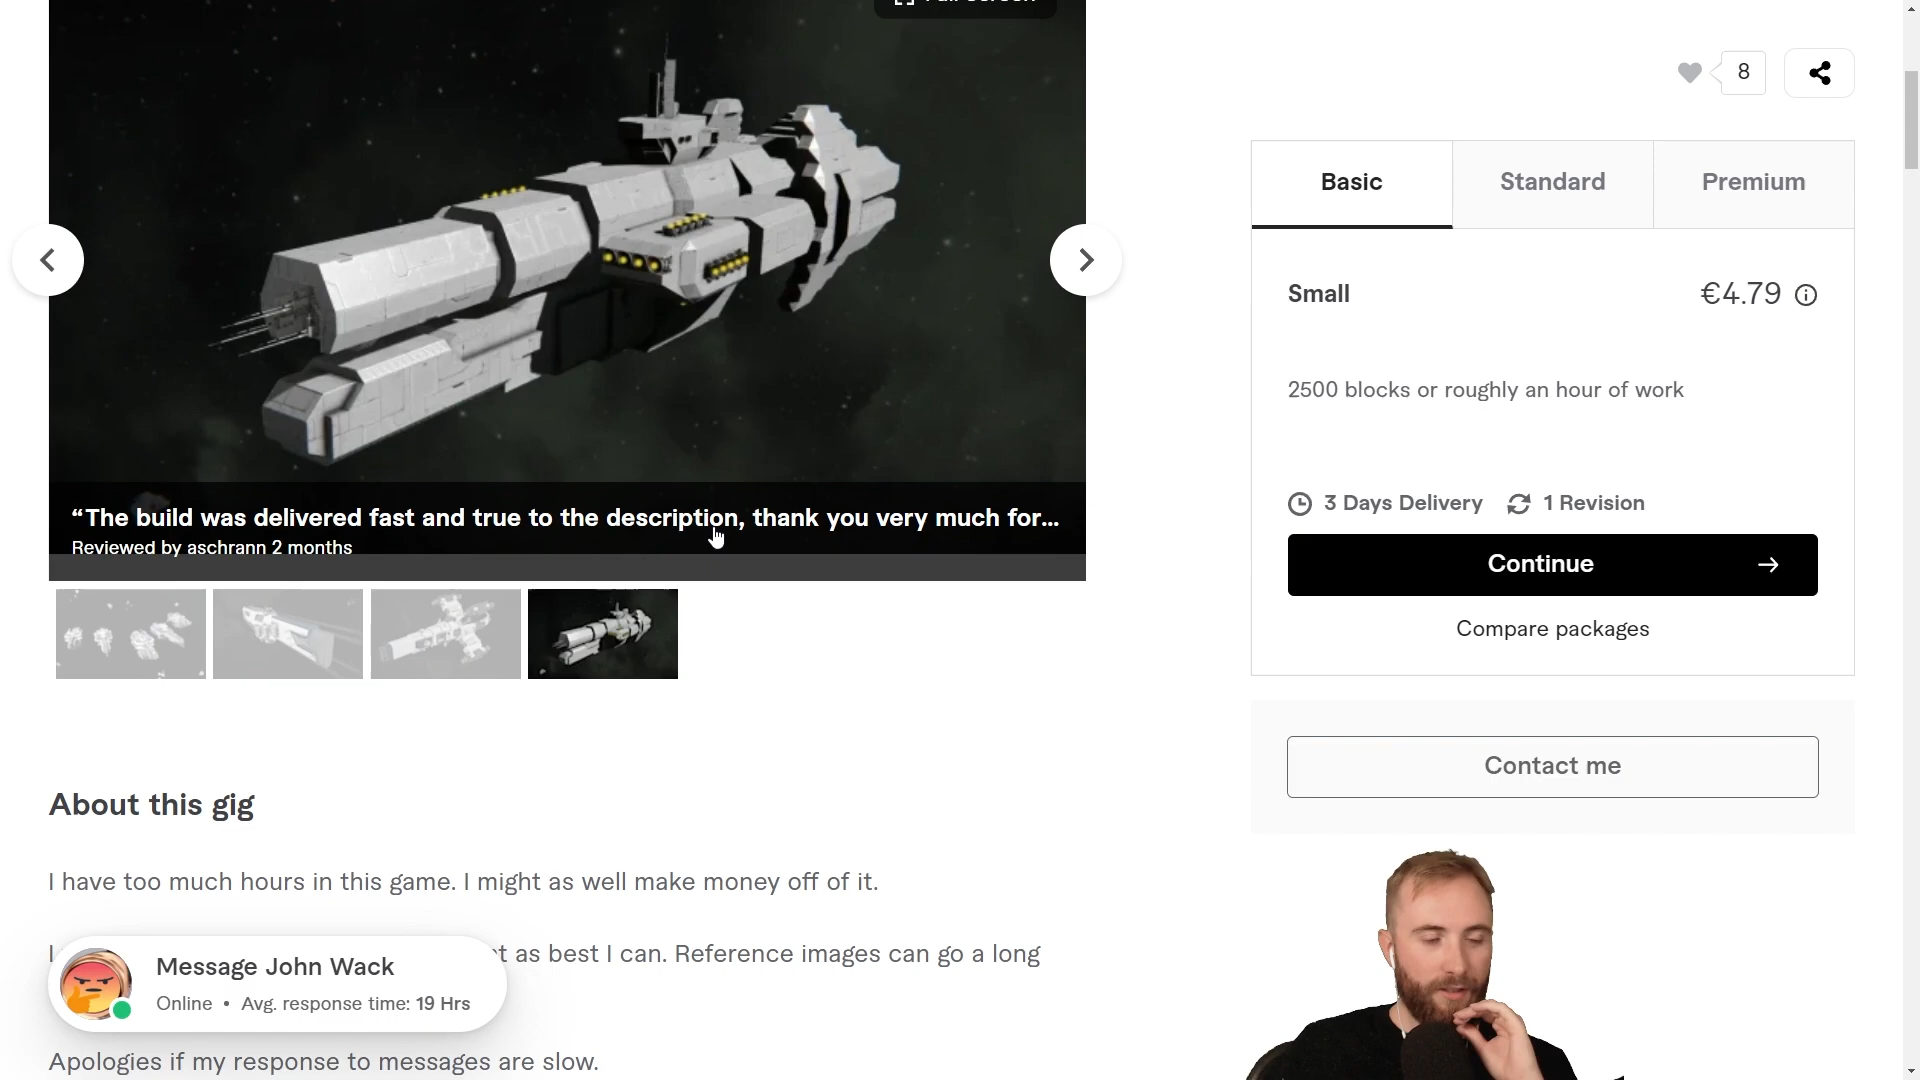 8
Basic
Standard
Premium
Small
€4.79
2500 blocks or roughly an hour of work
3 Days Delivery
1 Revision
Continue
Compare packages
Contact me
“The build was delivered fast and true to the description, thank you very much for...
Reviewed by aschrann 2 months
About this gig
I have too much hours in this game. I might as well make money off of it.
I
as best I can. Reference images can go a long
Message John Wack
Online • Avg. response time: 19 Hrs
Apologies if my response to messages are slow.